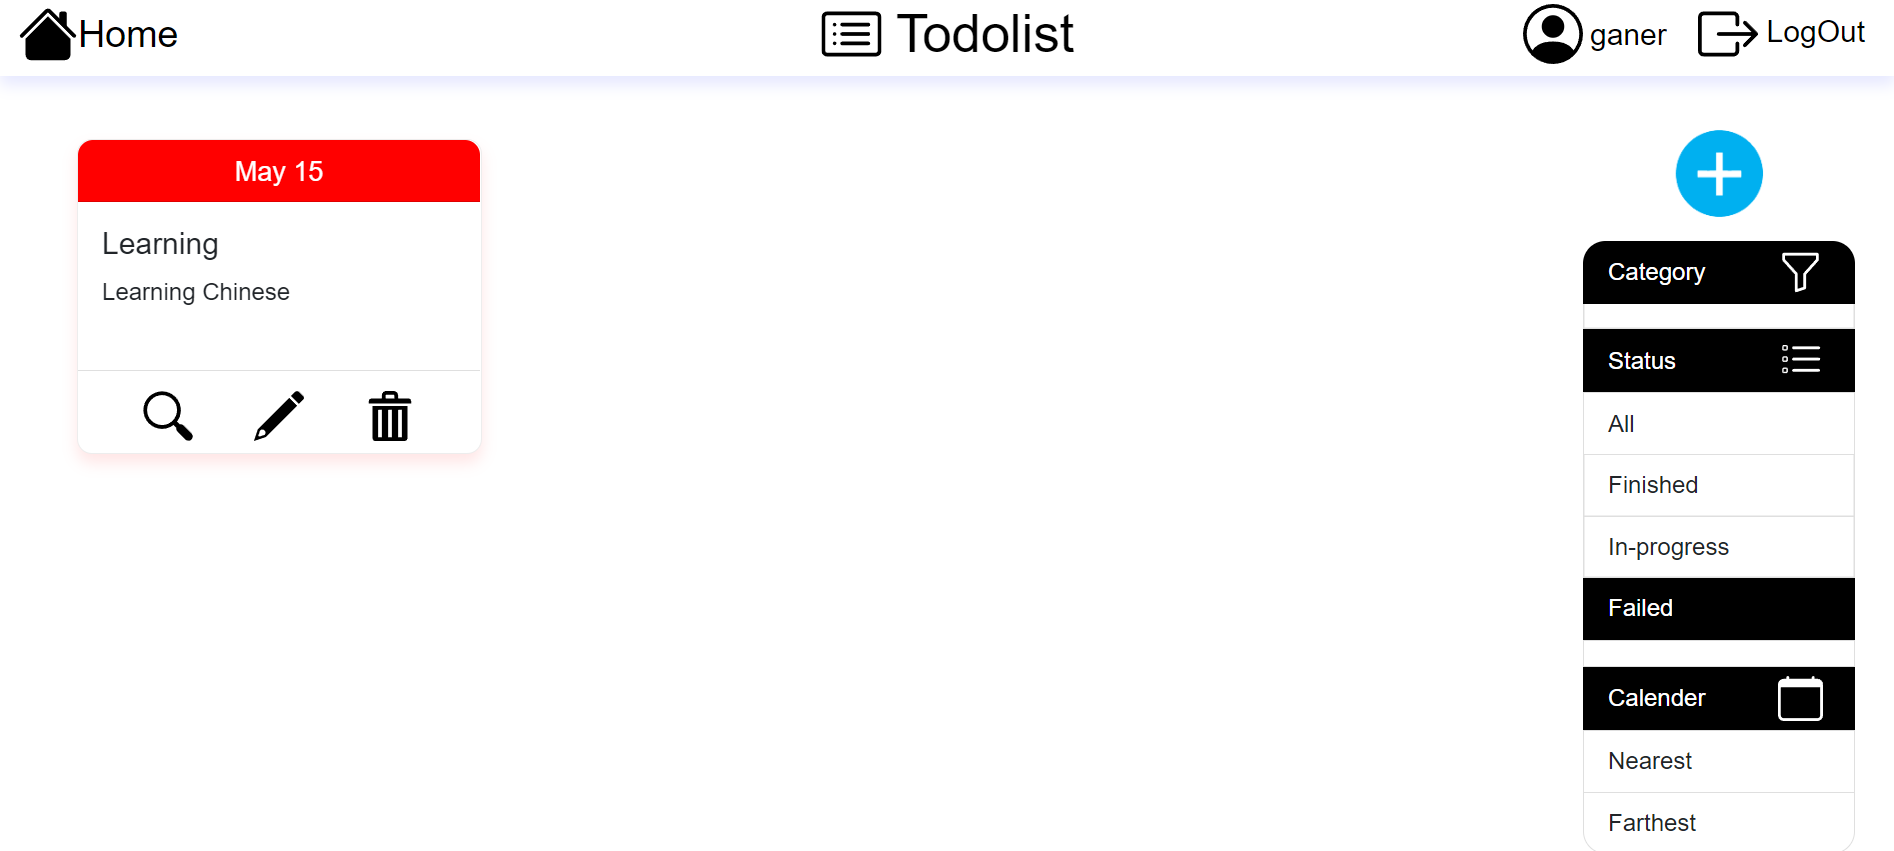 Home
Todolist
ganer
LogOut
May 15
Learning
Learning Chinese
Category
Status
All
Finished
In-progress
Failed
Calender
Nearest
Farthest